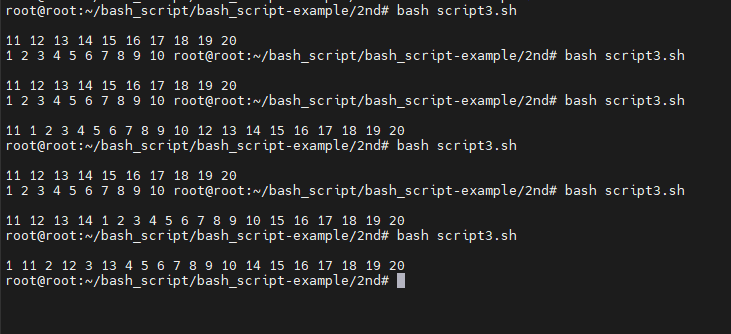 root@root:~/bash_script/bash_script-example/2nd# bash script3.sh
11 12 13 14 15 16 17 18 19 20
1 2 3 4 5 6 7 8 9 10 root@root:~/bash_script/bash_script-example/2nd# bash script3.sh
11 12 13 14 15 16 17 18 19 20
1 2 3 4 5 6 7 8 9 10 root@root:~/bash_script/bash_script-example/2nd# bash script3.sh
11 1 2 3 4 5 6 7 8 9 10 12 13 14 15 16 17 18 19 20
root@root:~/bash_script/bash_script-example/2nd# bash script3.sh
11 12 13 14 15 16 17 18 19 20
1 2 3 4 5 6 7 8 9 10 root@root:~/bash_script/bash_script-example/2nd# bash script3.sh
11 12 13 14 1 2 3 4 5 6 7 8 9 10 15 16 17 18 19 20
root@root:~/bash_script/bash_script-example/2nd# bash script3.sh
1 11 2 12 3 13 4 5 6 7 8 9 10 14 15 16 17 18 19 20
root@root:~/bash_script/bash_script-example/2nd#